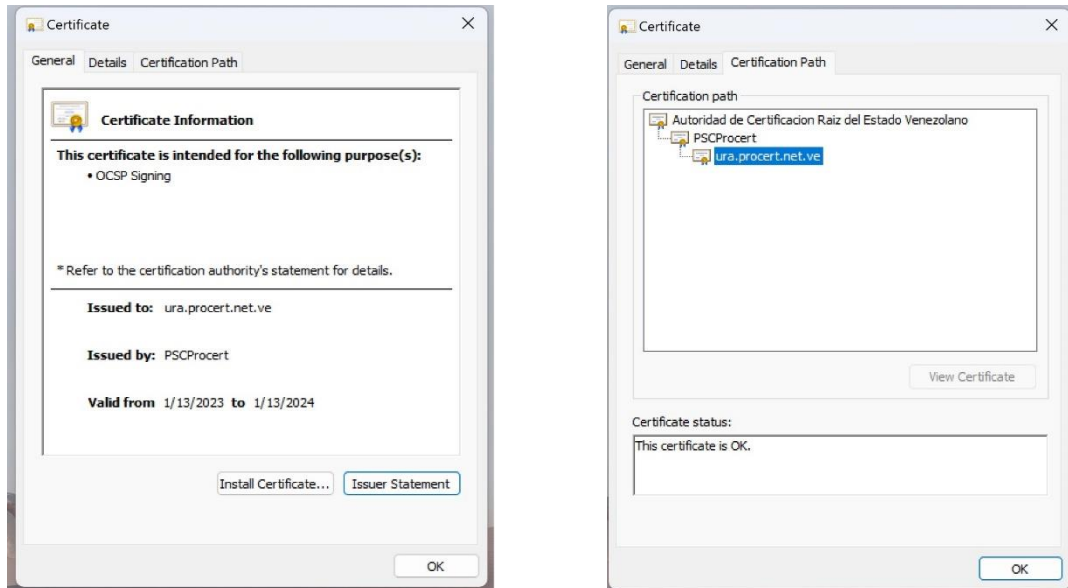 Certificate
General Details Certification Path
Certificate Information
This certificate is intended for the following purpose(s):
• OCSP Signing
* Refer to the certification authority's statement for details.
Issued to: ura.procert.net.ve
Issued by: PSCProcert
Valid from 1/13/2023 to 1/13/2024
Install Certificate... Issuer Statement
OK
Certificate
General Details Certification Path
Certification path
Autoridad de Certificacion Raiz del Estado Venezolano
PSCProcert
ura.procert.net.ve
View Certificate
Certificate status:
This certificate is OK.
OK